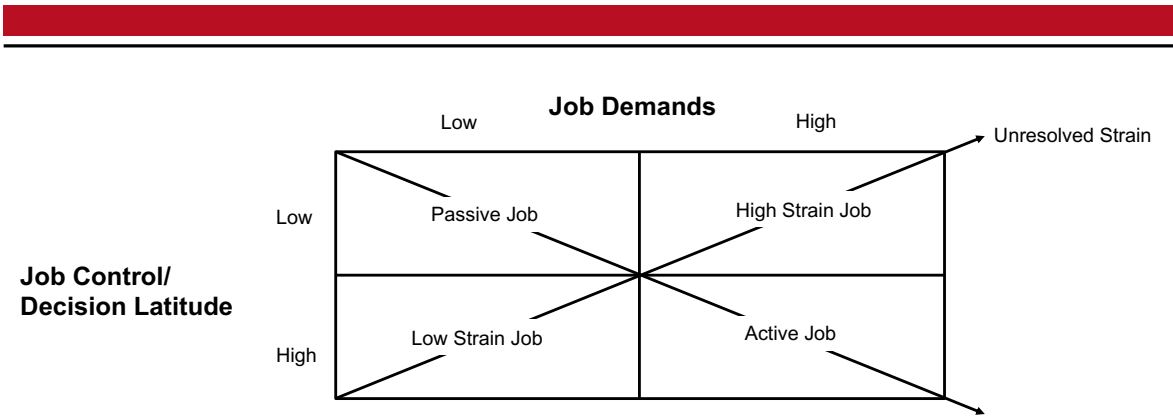 Job Demands
Low
High
Unresolved Strain
Low
Passive Job
High Strain Job
Job Control/
Decision Latitude
High
Low Strain Job
Active Job